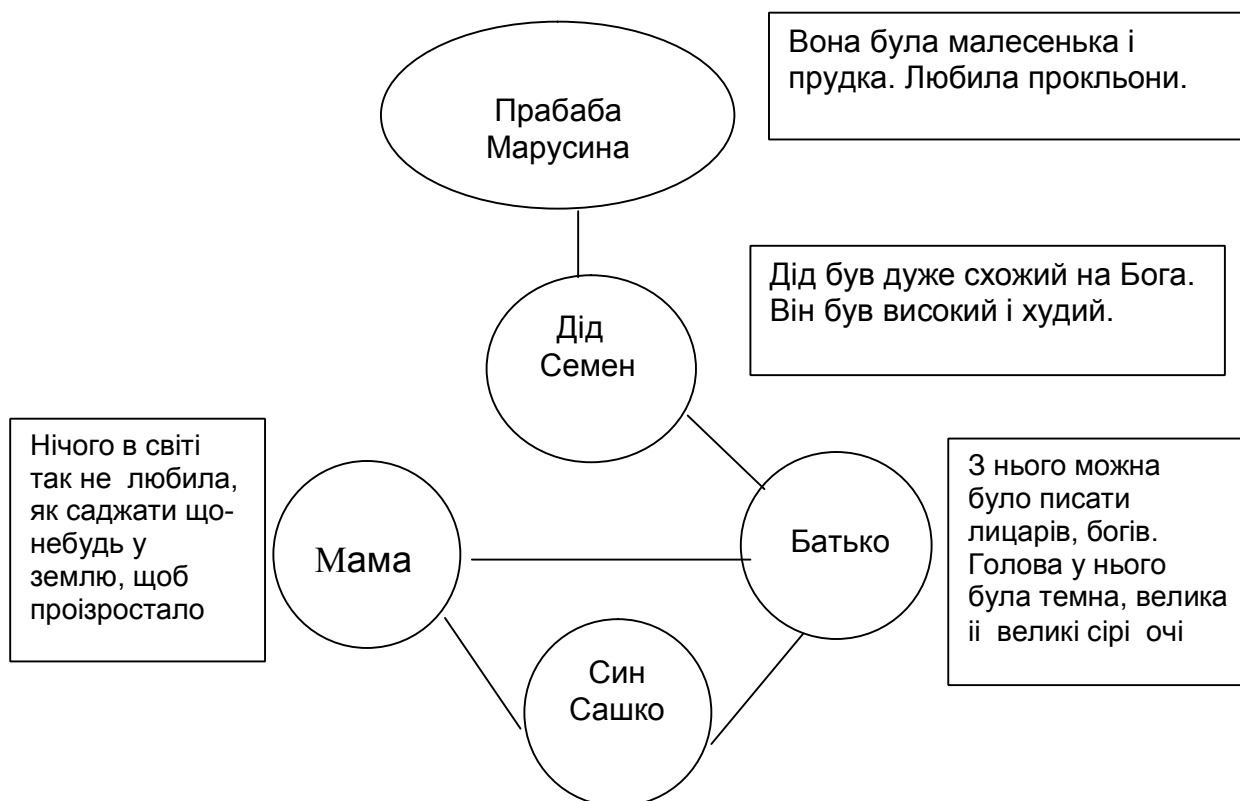 Вона була малесенька і
прудка. Любила прокльони.
Прабаба
Марусина
Дід був дуже схожий на Бога.
Він був високий і худий.
Дід
Семен
Нічого в світі
так не любила,
як саджати що-
небудь у
землю, щоб
проізростало
Мама
Батько
З нього можна
було писати
лицарів, богів.
Голова у нього
була темна, велика
іі великі сірі очі
Син
Сашко